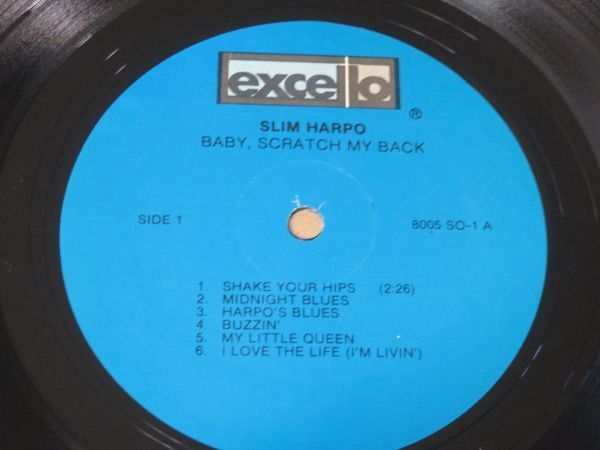 excello
®
SLIM HARPO
BABY, SCRATCH MY BACK
SIDE 1
8005 SO-1 A
1. SHAKE YOUR HIPS (2:26)
2. MIDNIGHT BLUES
3. HARPO'S BLUES
4. BUZZIN'
5. MY LITTLE QUEEN
6. I LOVE THE LIFE (I'M LIVIN')